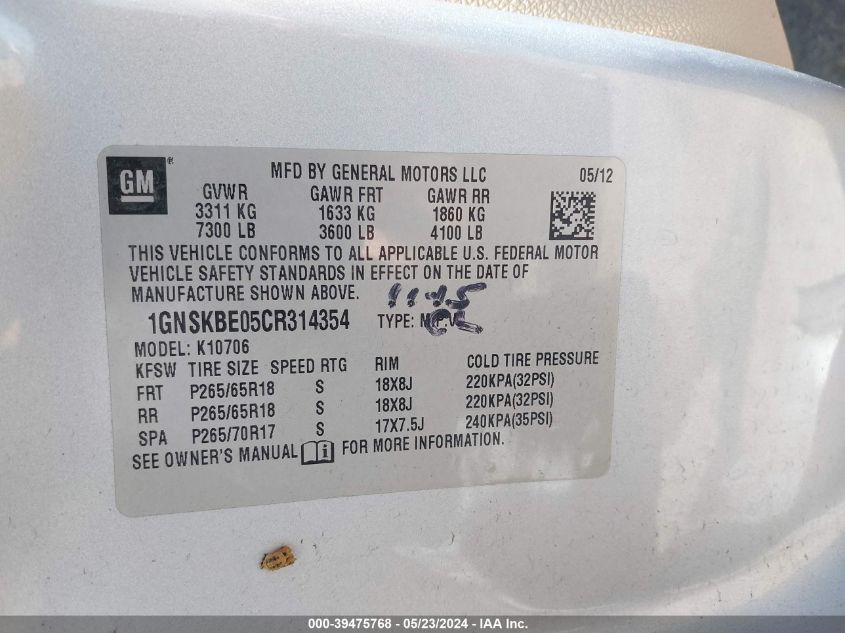 GM ®
MFD BY GENERAL MOTORS LLC 05/12
GVWR GAWR FRT GAWR RR
3311 KG 1633 KG 1860 KG
7300 LB 3600 LB 4100 LB
THIS VEHICLE CONFORMS TO ALL APPLICABLE U.S. FEDERAL MOTOR
VEHICLE SAFETY STANDARDS IN EFFECT ON THE DATE OF
MANUFACTURE SHOWN ABOVE.
1GNSKBE05CR314354 TYPE: M.P.V.
MODEL: K10706
KFSW TIRE SIZE SPEED RTG RIM COLD TIRE PRESSURE
FRT P265/65R18 S 18X8J 220KPA(32PSI)
RR P265/65R18 S 18X8J 220KPA(32PSI)
SPA P265/70R17 S 17X7.5J 240KPA(35PSI)
SEE OWNER'S MANUAL i FOR MORE INFORMATION.
000-39475768 - 05/23/2024 - IAA Inc.